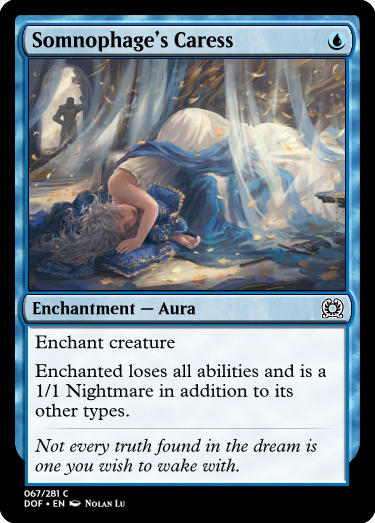 Somnophage's Caress
Enchantment — Aura
Enchant creature
Enchanted loses all abilities and is a
1/1 Nightmare in addition to its
other types.
Not every truth found in the dream is
one you wish to wake with.
067/281 C
DOF • EN Nolan Lu